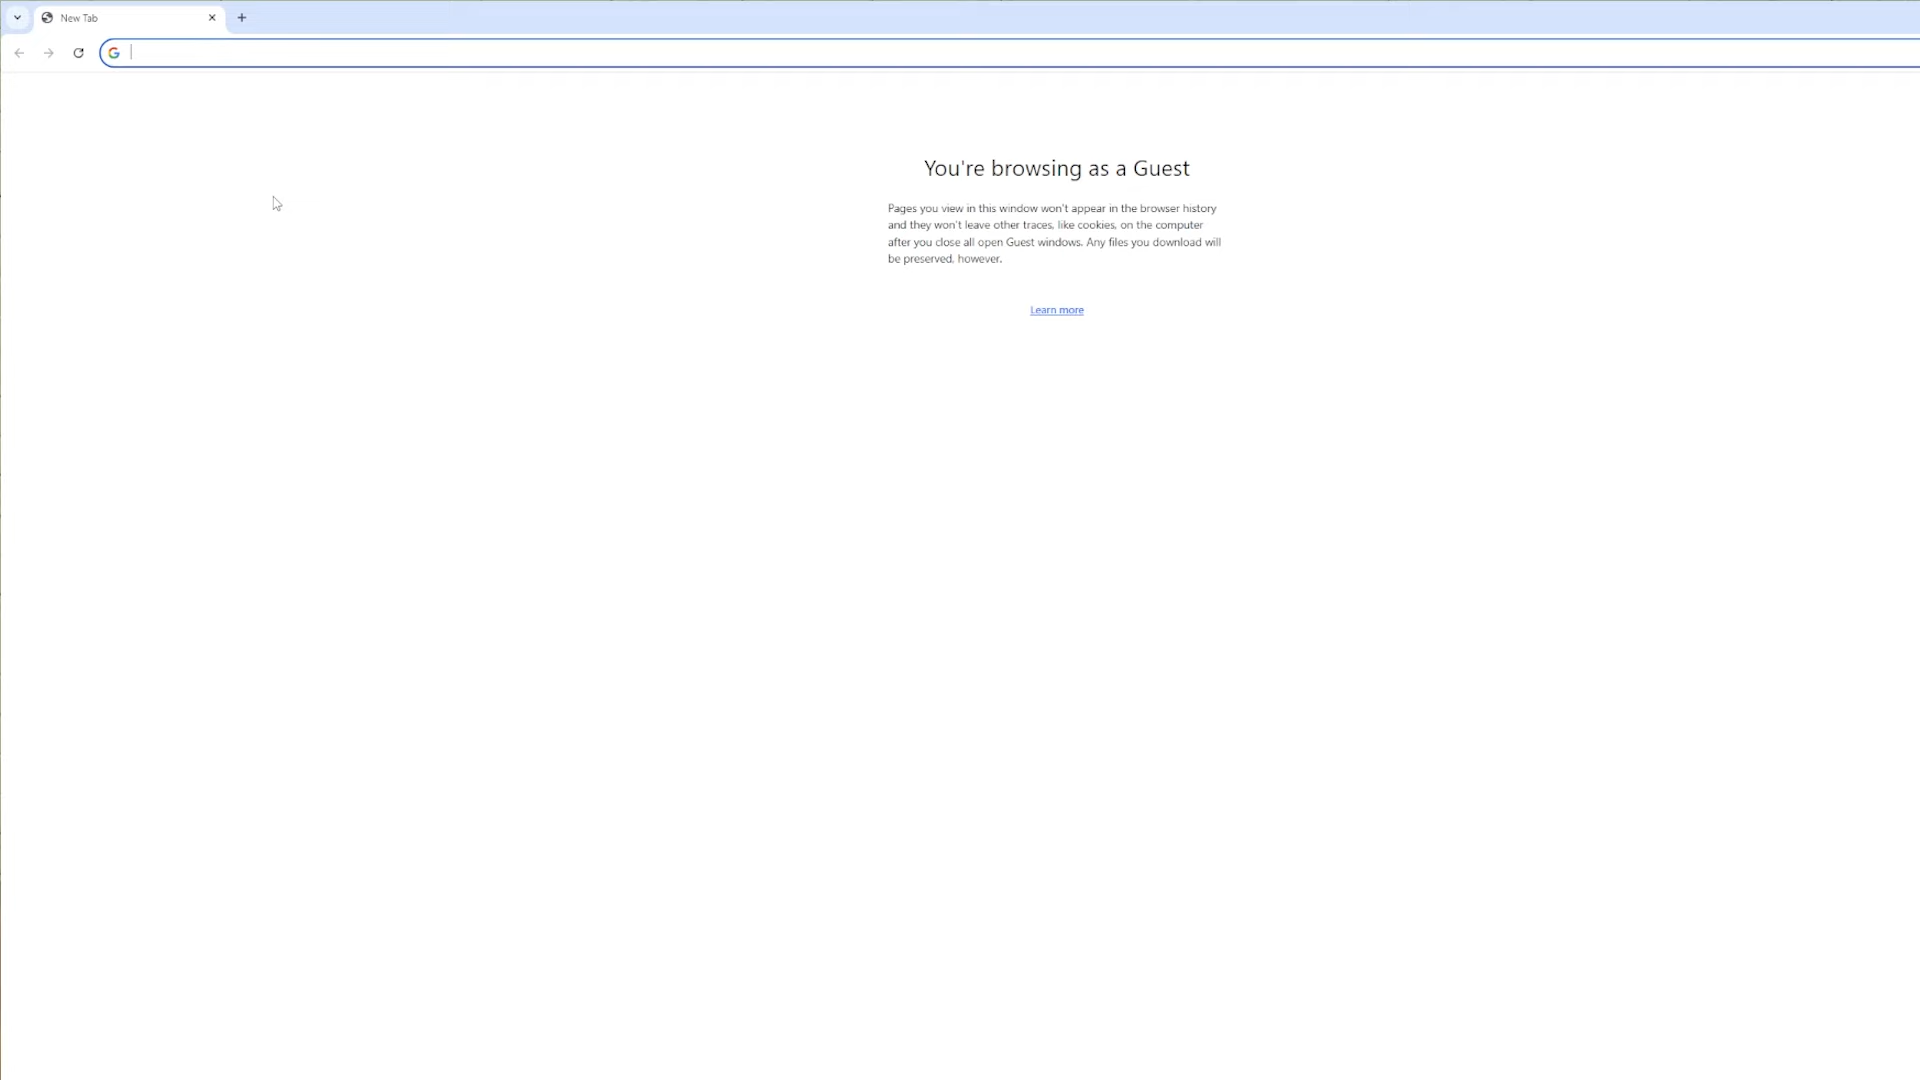 New Tab
You're browsing as a Guest
Pages you view in this window won't appear in the browser history
and they won't leave other traces, like cookies, on the computer
after you close all open Guest windows. Any files you download will
be preserved, however.
Learn more